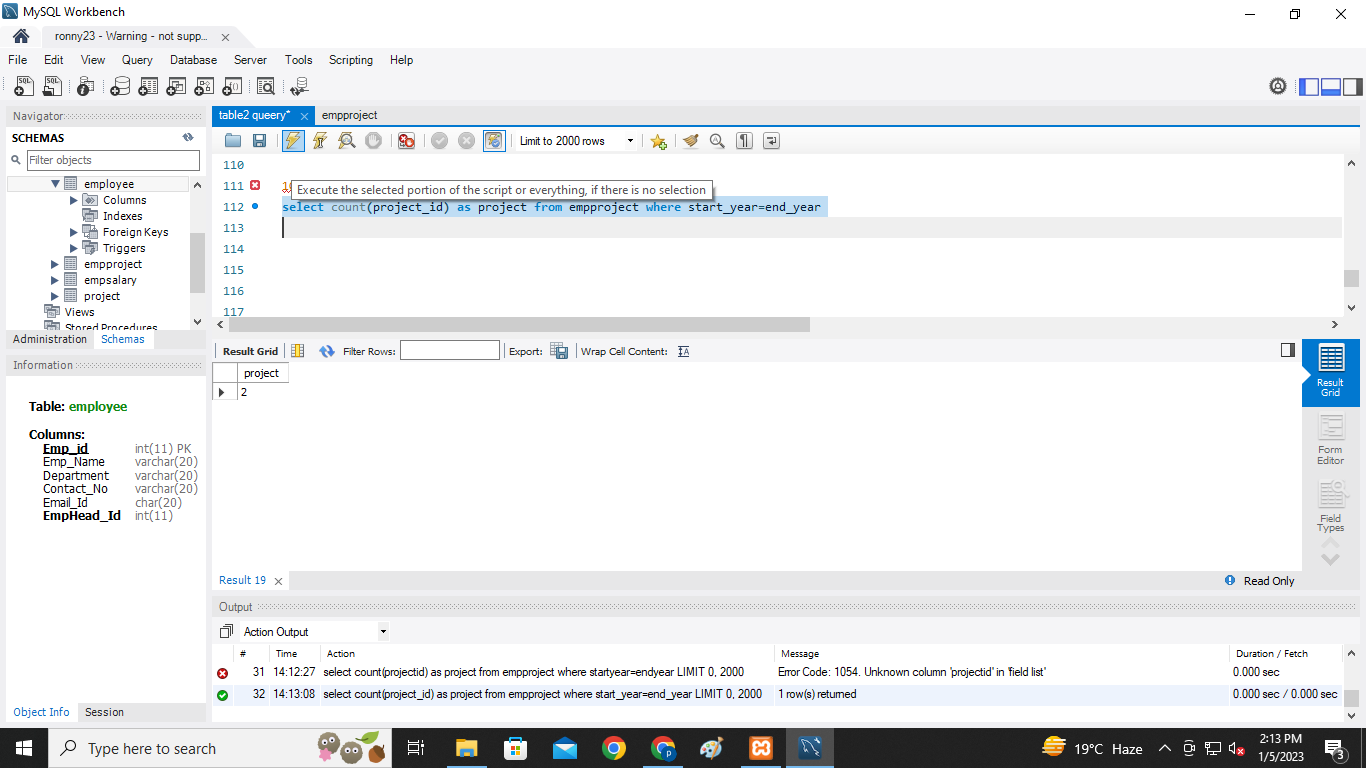 MySQL Workbench
ronny23 - Warning - not supp...
File Edit View Query Database Server Tools Scripting Help
Navigator
SCHEMAS
Filter objects
employee
Columns
Indexes
Foreign Keys
Triggers
empproject
empsalary
project
Views
Stored Procedures
Administration Schemas
Information
Table: employee
Columns:
Emp_id int(11) PK
Emp_Name varchar(20)
Department varchar(20)
Contact_No varchar(20)
Email_Id char(20)
EmpHead_Id int(11)
Object Info Session
table2 queery* empproject
Limit to 2000 rows
110
111
Execute the selected portion of the script or everything, if there is no selection
112 select count(project_id) as project from empproject where start_year=end_year
113
114
115
116
117
Result Grid Filter Rows: Export: Wrap Cell Content:
project
2
Result Grid
Form Editor
Field Types
Result 19 Read Only
Output
Action Output
# Time Action Message Duration / Fetch
31 14:12:27 select count(projectid) as project from empproject where startyear=endyear LIMIT 0, 2000 Error Code: 1054. Unknown column 'projectid' in 'field list' 0.000 sec
32 14:13:08 select count(project_id) as project from empproject where start_year=end_year LIMIT 0, 2000 1 row(s) returned 0.000 sec / 0.000 sec
Type here to search
19°C Haze
2:13 PM
1/5/2023
3